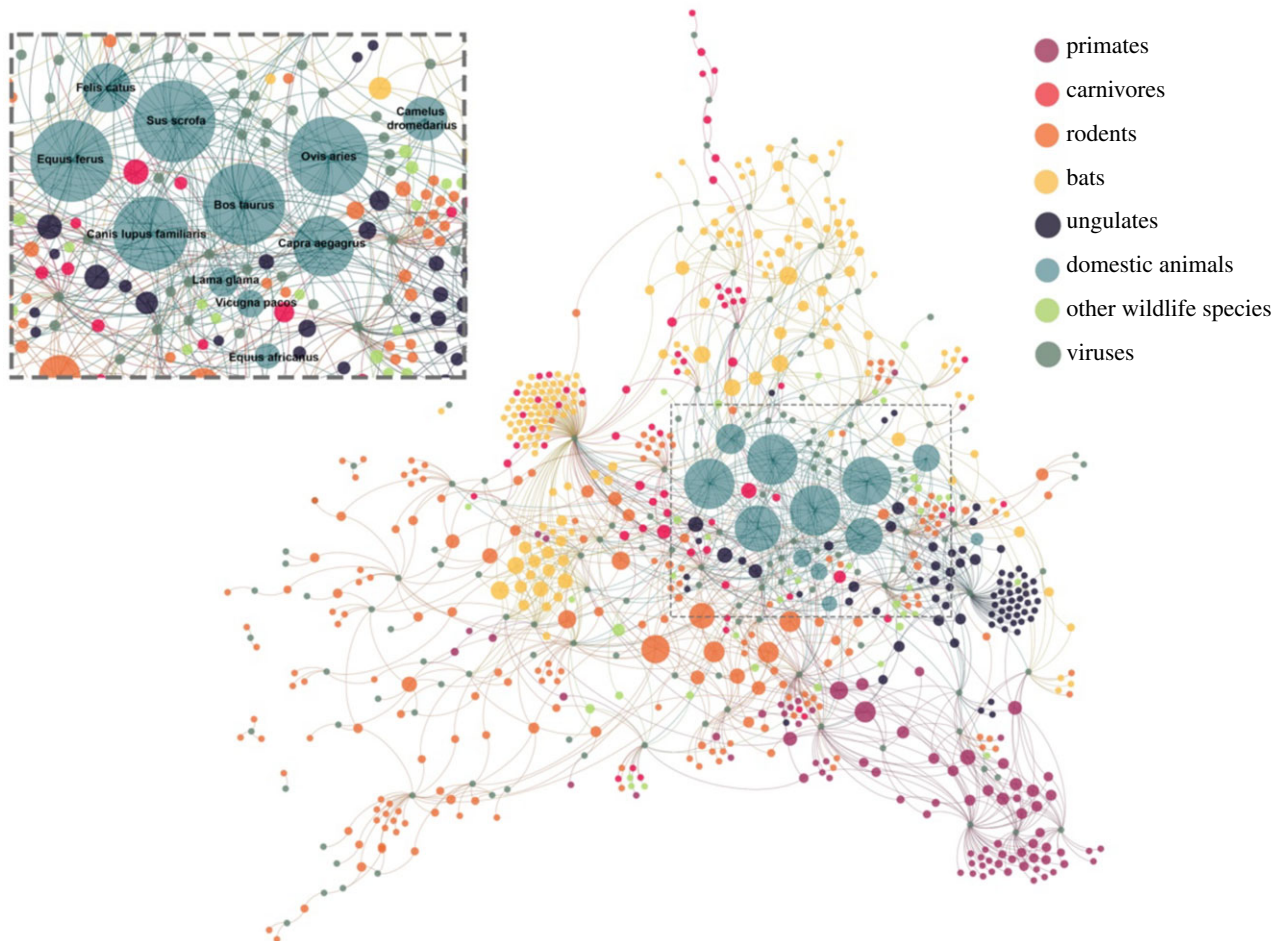 Felis catus
Sus scrofa
Camelus
dromedarius
Equus ferus
Ovis aries
Bos taurus
Canis lupus familiaris
Capra aegagrus
Lama glama
Vicugna pacos
Equus africanus
primates
carnivores
rodents
bats
ungulates
domestic animals
other wildlife species
viruses